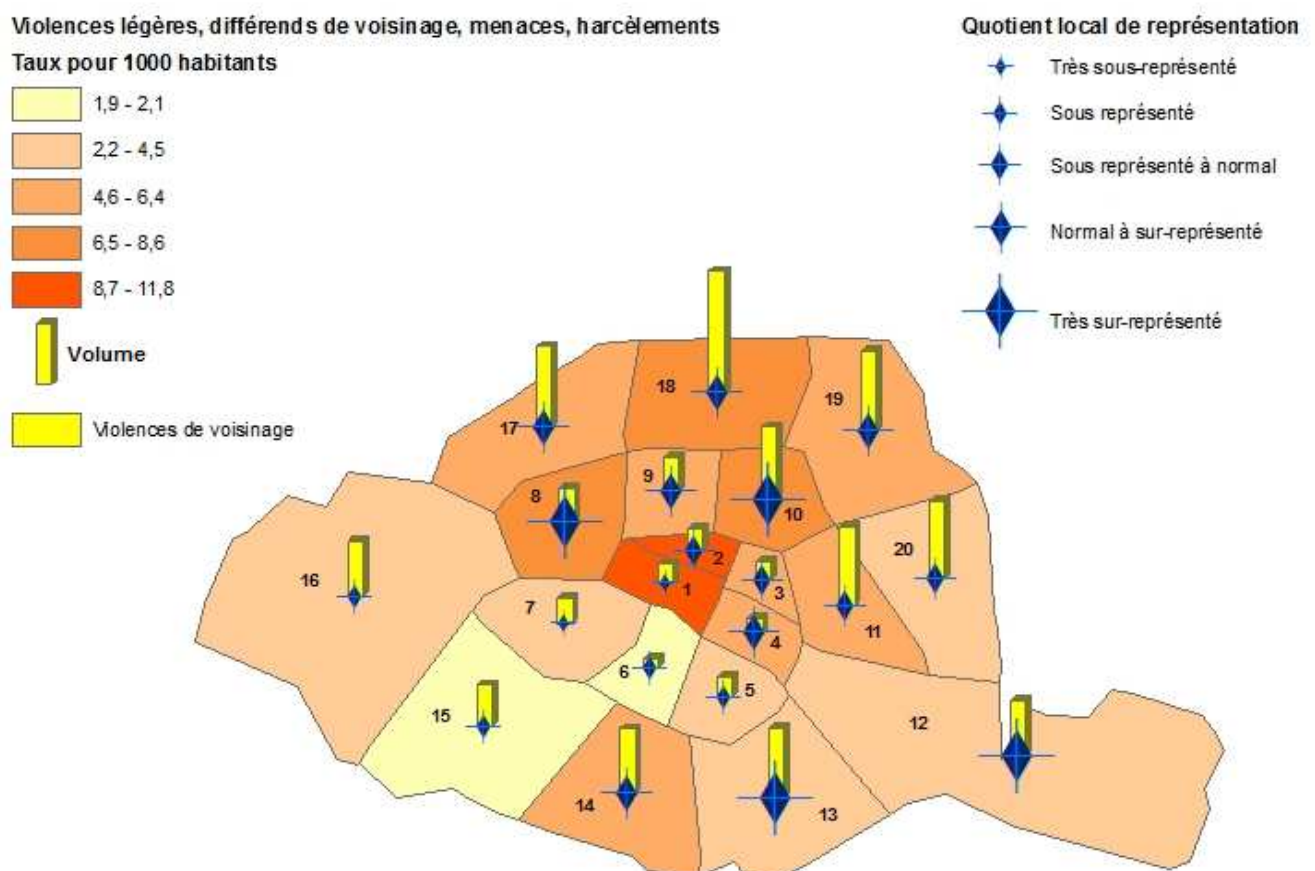 Violences légères, différends de voisinage, menaces, harcèlements
Taux pour 1000 habitants
1,9 - 2,1
2,2 - 4,5
4,6 - 6,4
6,5 - 8,6
8,7 - 11,8
Volume
Violences de voisinage
Quotient local de représentation
Très sous-représenté
Sous représenté
Sous représenté à normal
Normal à sur-représenté
Très sur-représenté
18
19
17
9
8
10
2
20
16
1
3
7
11
4
6
5
15
12
14
13